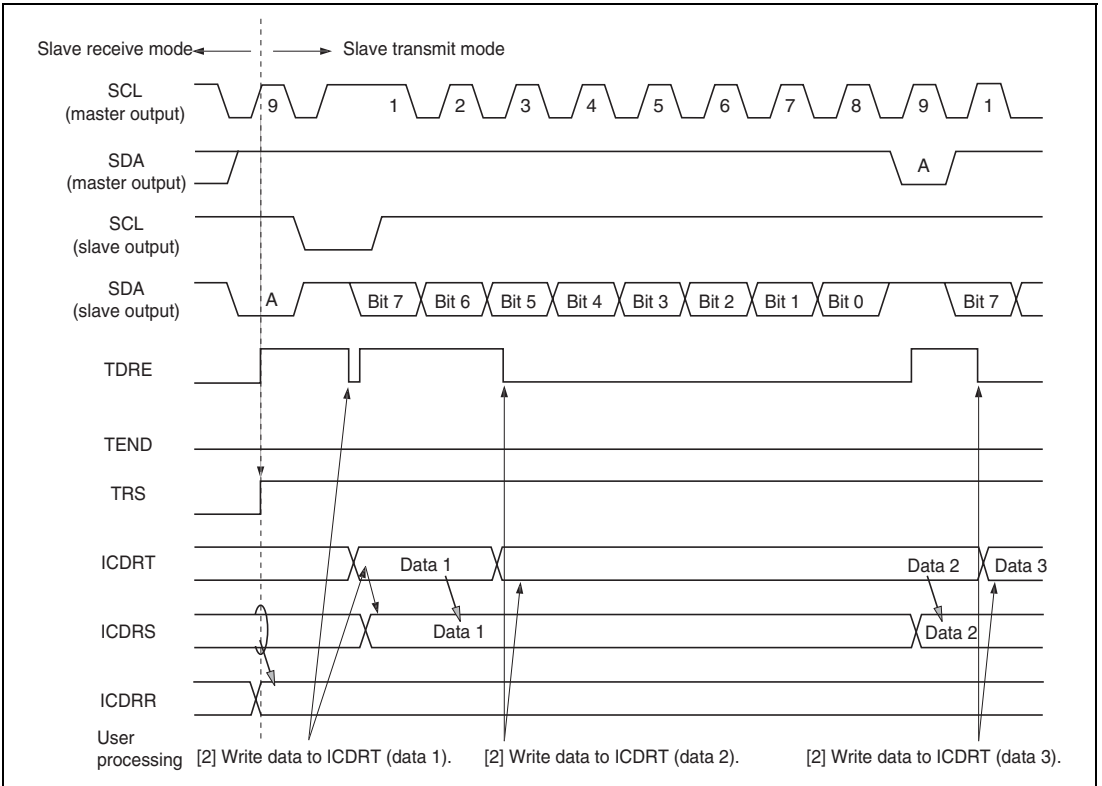 Slave receive mode
Slave transmit mode
SCL
(master output)
9 1 2 3 4 5 6 7 8 9 1
SDA
(master output)
A
SCL
(slave output)
SDA
(slave output)
A Bit 7 Bit 6 Bit 5 Bit 4 Bit 3 Bit 2 Bit 1 Bit 0 Bit 7
TDRE
TEND
TRS
ICDRT
Data 1 Data 2 Data 3
ICDRS
Data 1 Data 2
ICDRR
User
processing
[2] Write data to ICDRT (data 1). [2] Write data to ICDRT (data 2). [2] Write data to ICDRT (data 3).